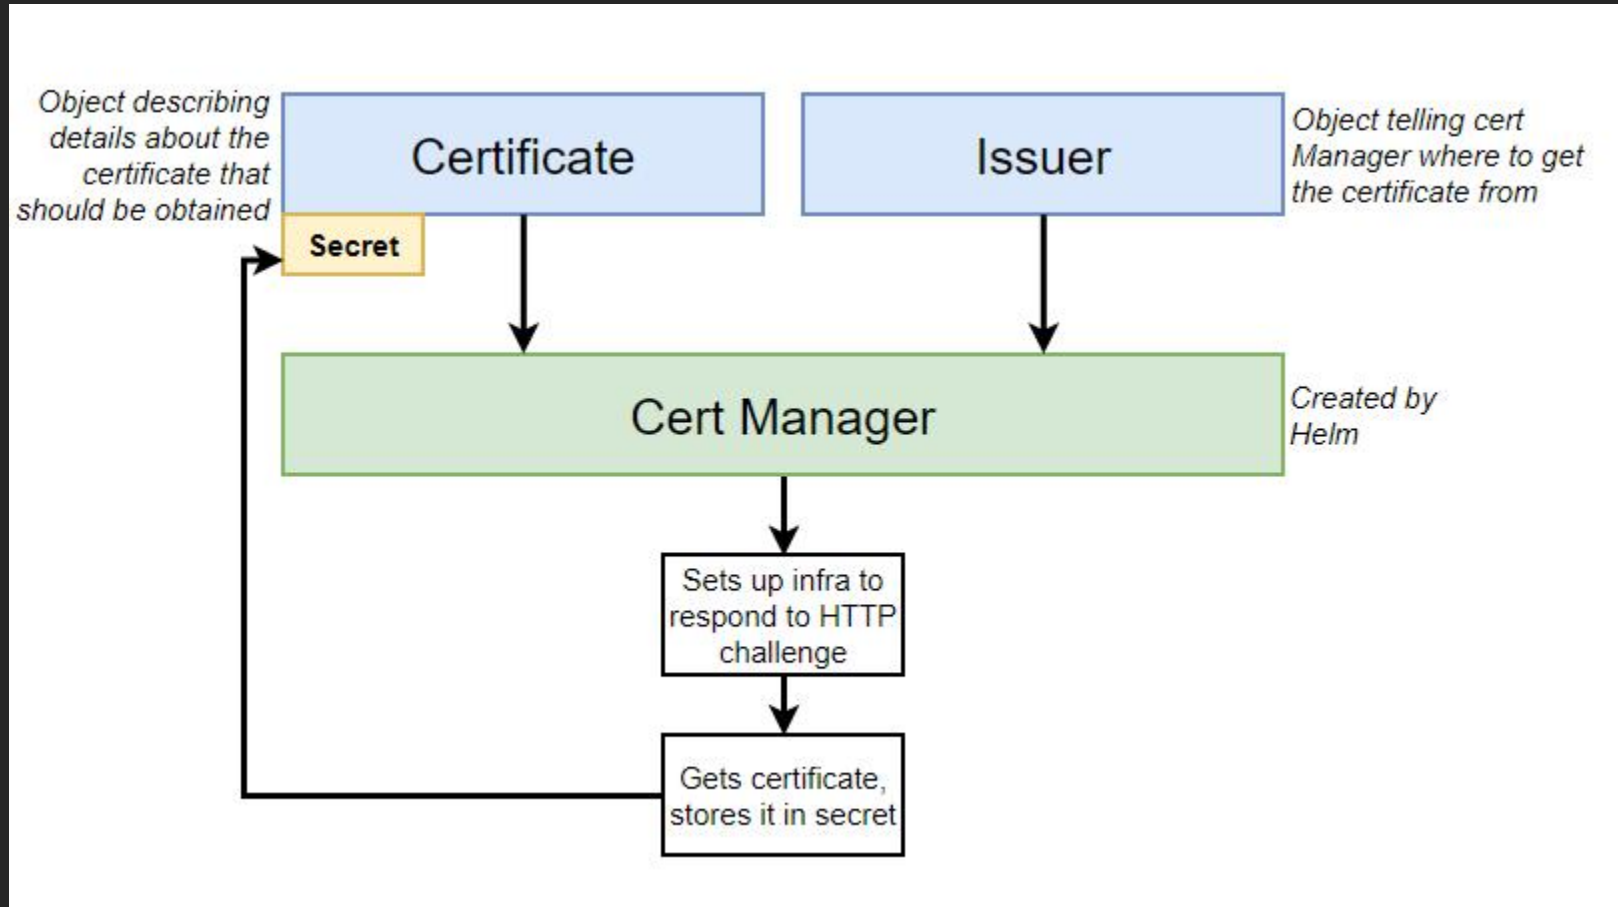 Object describing
details about the
certificate that
should be obtained
Certificate
Issuer
Object telling cert
Manager where to get
the certificate from
Secret
Cert Manager
Created by
Helm
Sets up infra to
respond to HTTP
challenge
Gets certificate,
stores it in secret